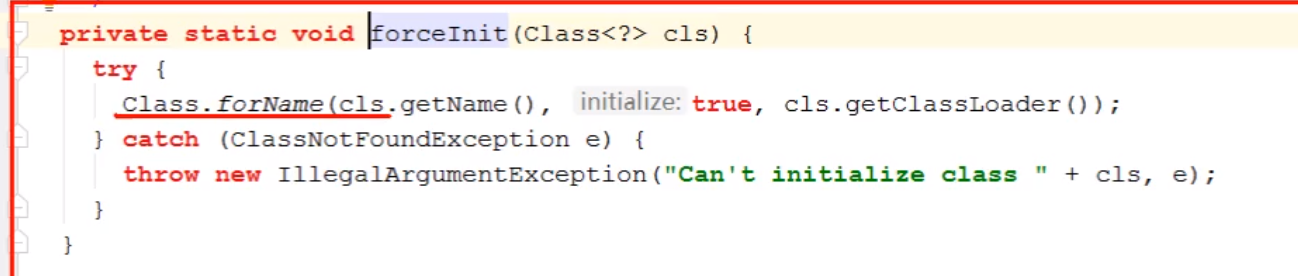 private static void forceInit(Class<?> cls) {
try {
Class.forName(cls.getName(), initialize: true, cls.getClassLoader());
} catch (ClassNotFoundException e) {
throw new IllegalArgumentException("Can't initialize class " + cls, e);
}
}